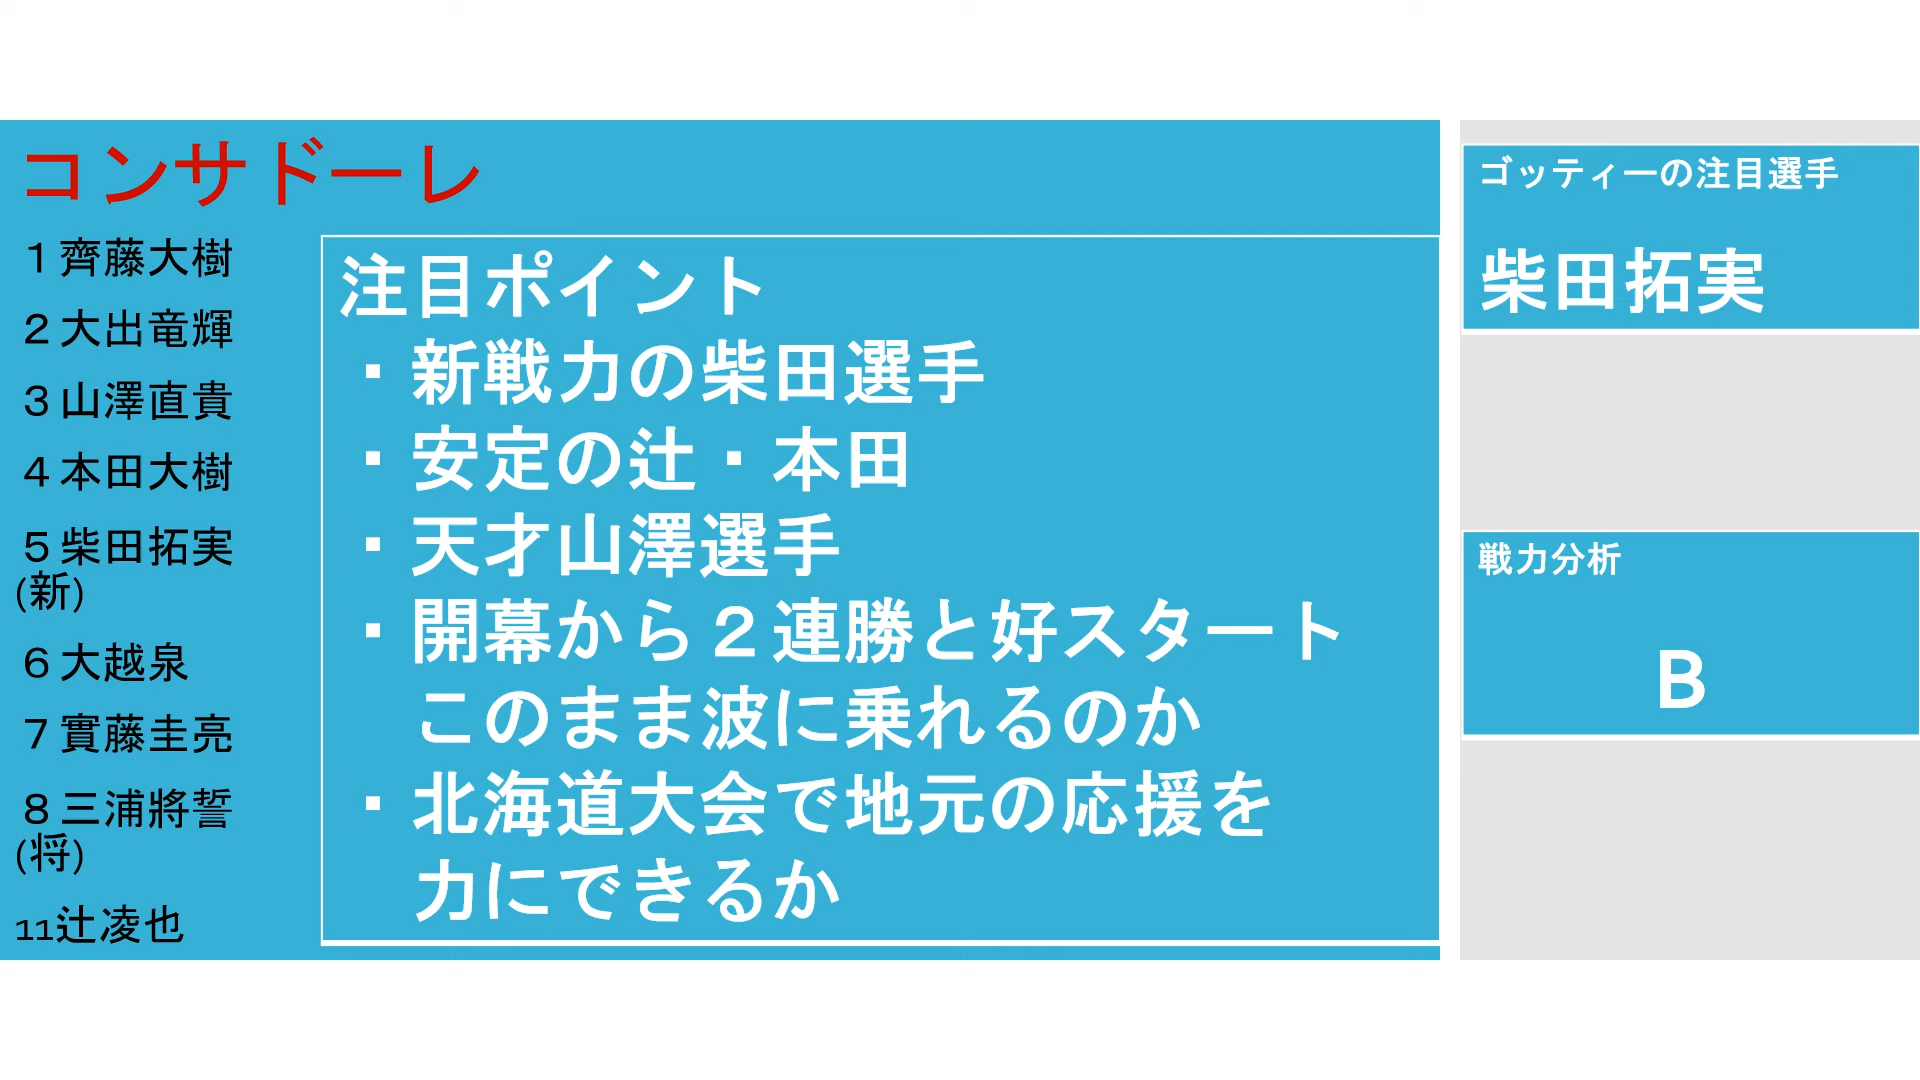 コンサドーレ
１齊藤大樹
２大出竜輝
３山澤直貴
４本田大樹
５柴田拓実
(新)
６大越泉
７實藤圭亮
８三浦將誓
(将)
11辻凌也
注目ポイント
・新戦力の柴田選手
・安定の辻・本田
・天才山澤選手
・開幕から２連勝と好スタート
このまま波に乗れるのか
・北海道大会で地元の応援を
力にできるか
ゴッティーの注目選手
柴田拓実
戦力分析
B